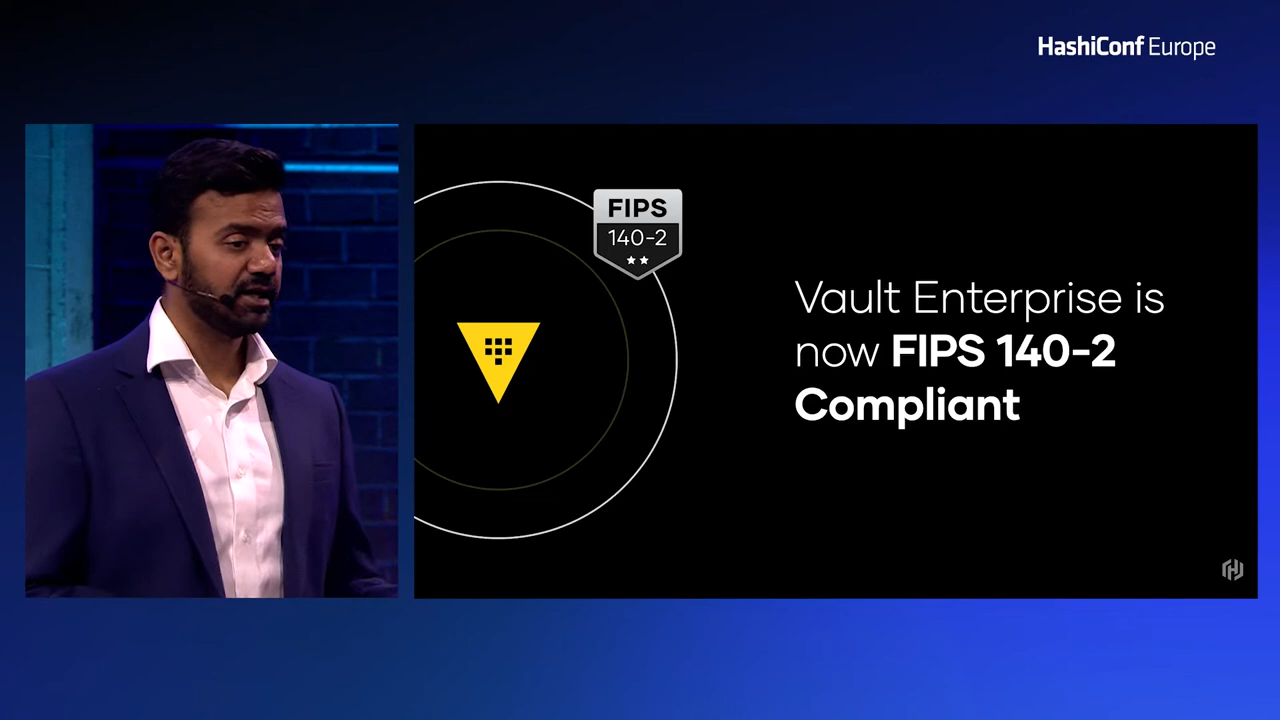 HashiConf Europe
FIPS
140-2
Vault Enterprise is
now FIPS 140-2
Compliant